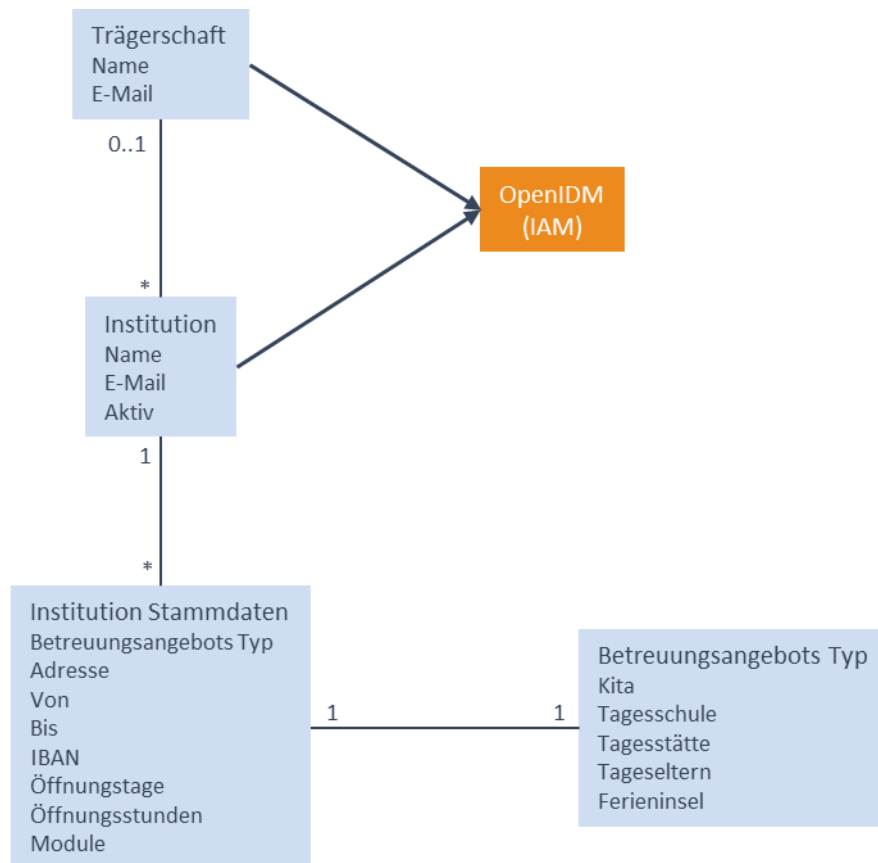 Trägerschaft
Name
E-Mail
0..1
OpenIDM
(IAM)
*
Institution
Name
E-Mail
Aktiv
1
*
Institution Stammdaten
Betreuungsangebots Typ
Adresse
Von
Bis
IBAN
Öffnungstage
Öffnungsstunden
Module
1
1
Betreuungsangebots Typ
Kita
Tagesschule
Tagesstätte
Tageseltern
Ferieninsel